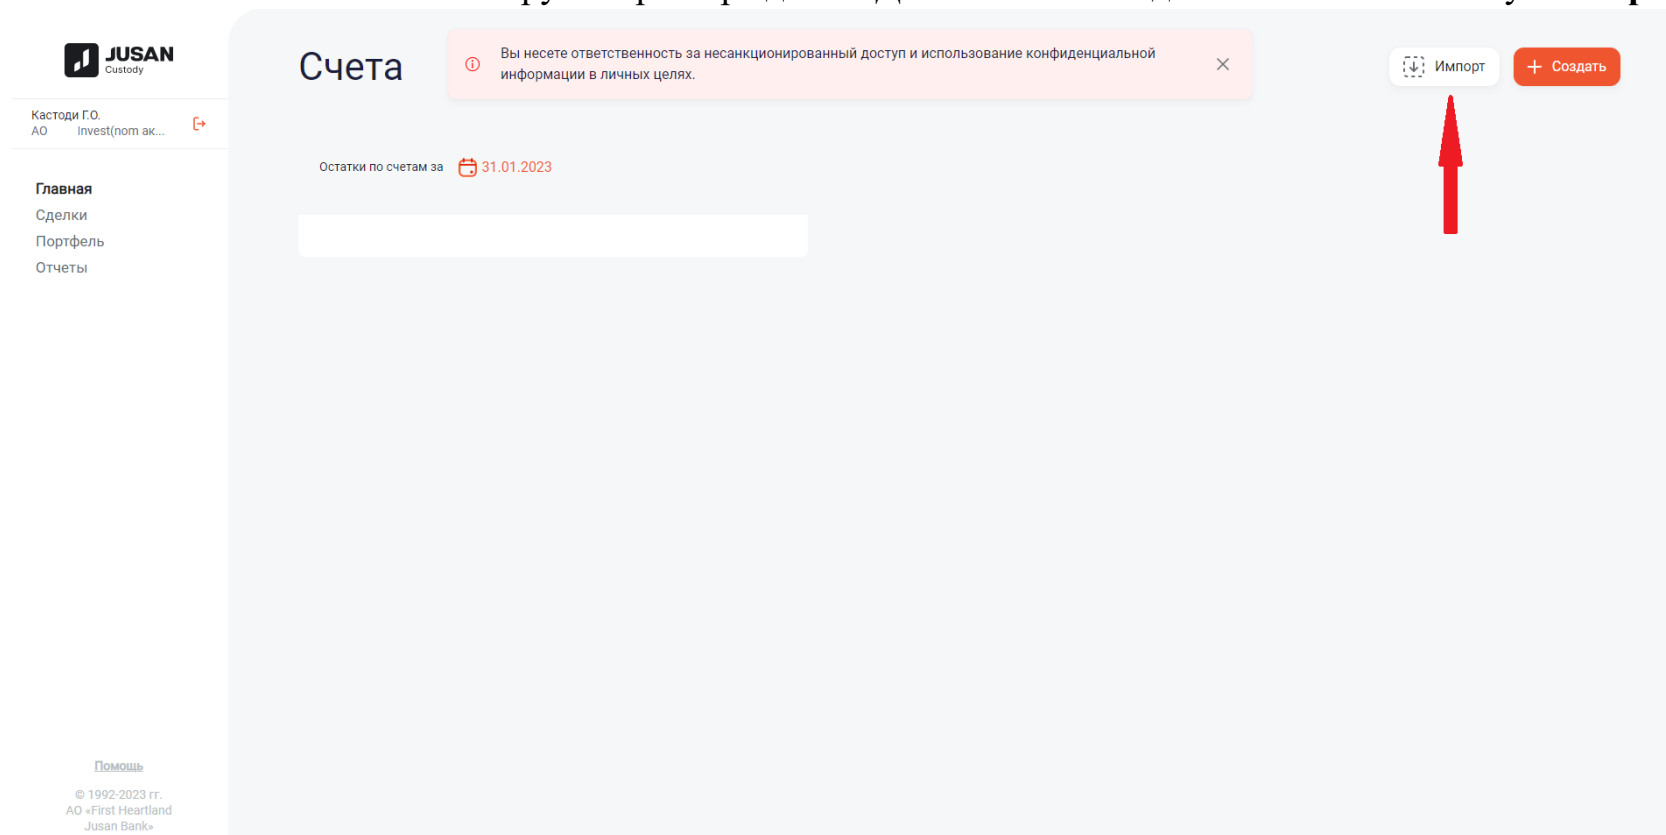 JUSAN
Custody
Кастоди Г.О.
АО Invest(nom ак...
Главная
Сделки
Портфель
Отчеты
Помощь
© 1992-2023 гг.
АО «First Heartland
Jusan Bank»
Счета
Вы несете ответственность за несанкционированный доступ и использование конфиденциальной
информации в личных целях.
Импорт
+ Создать
Остатки по счетам за 31.01.2023